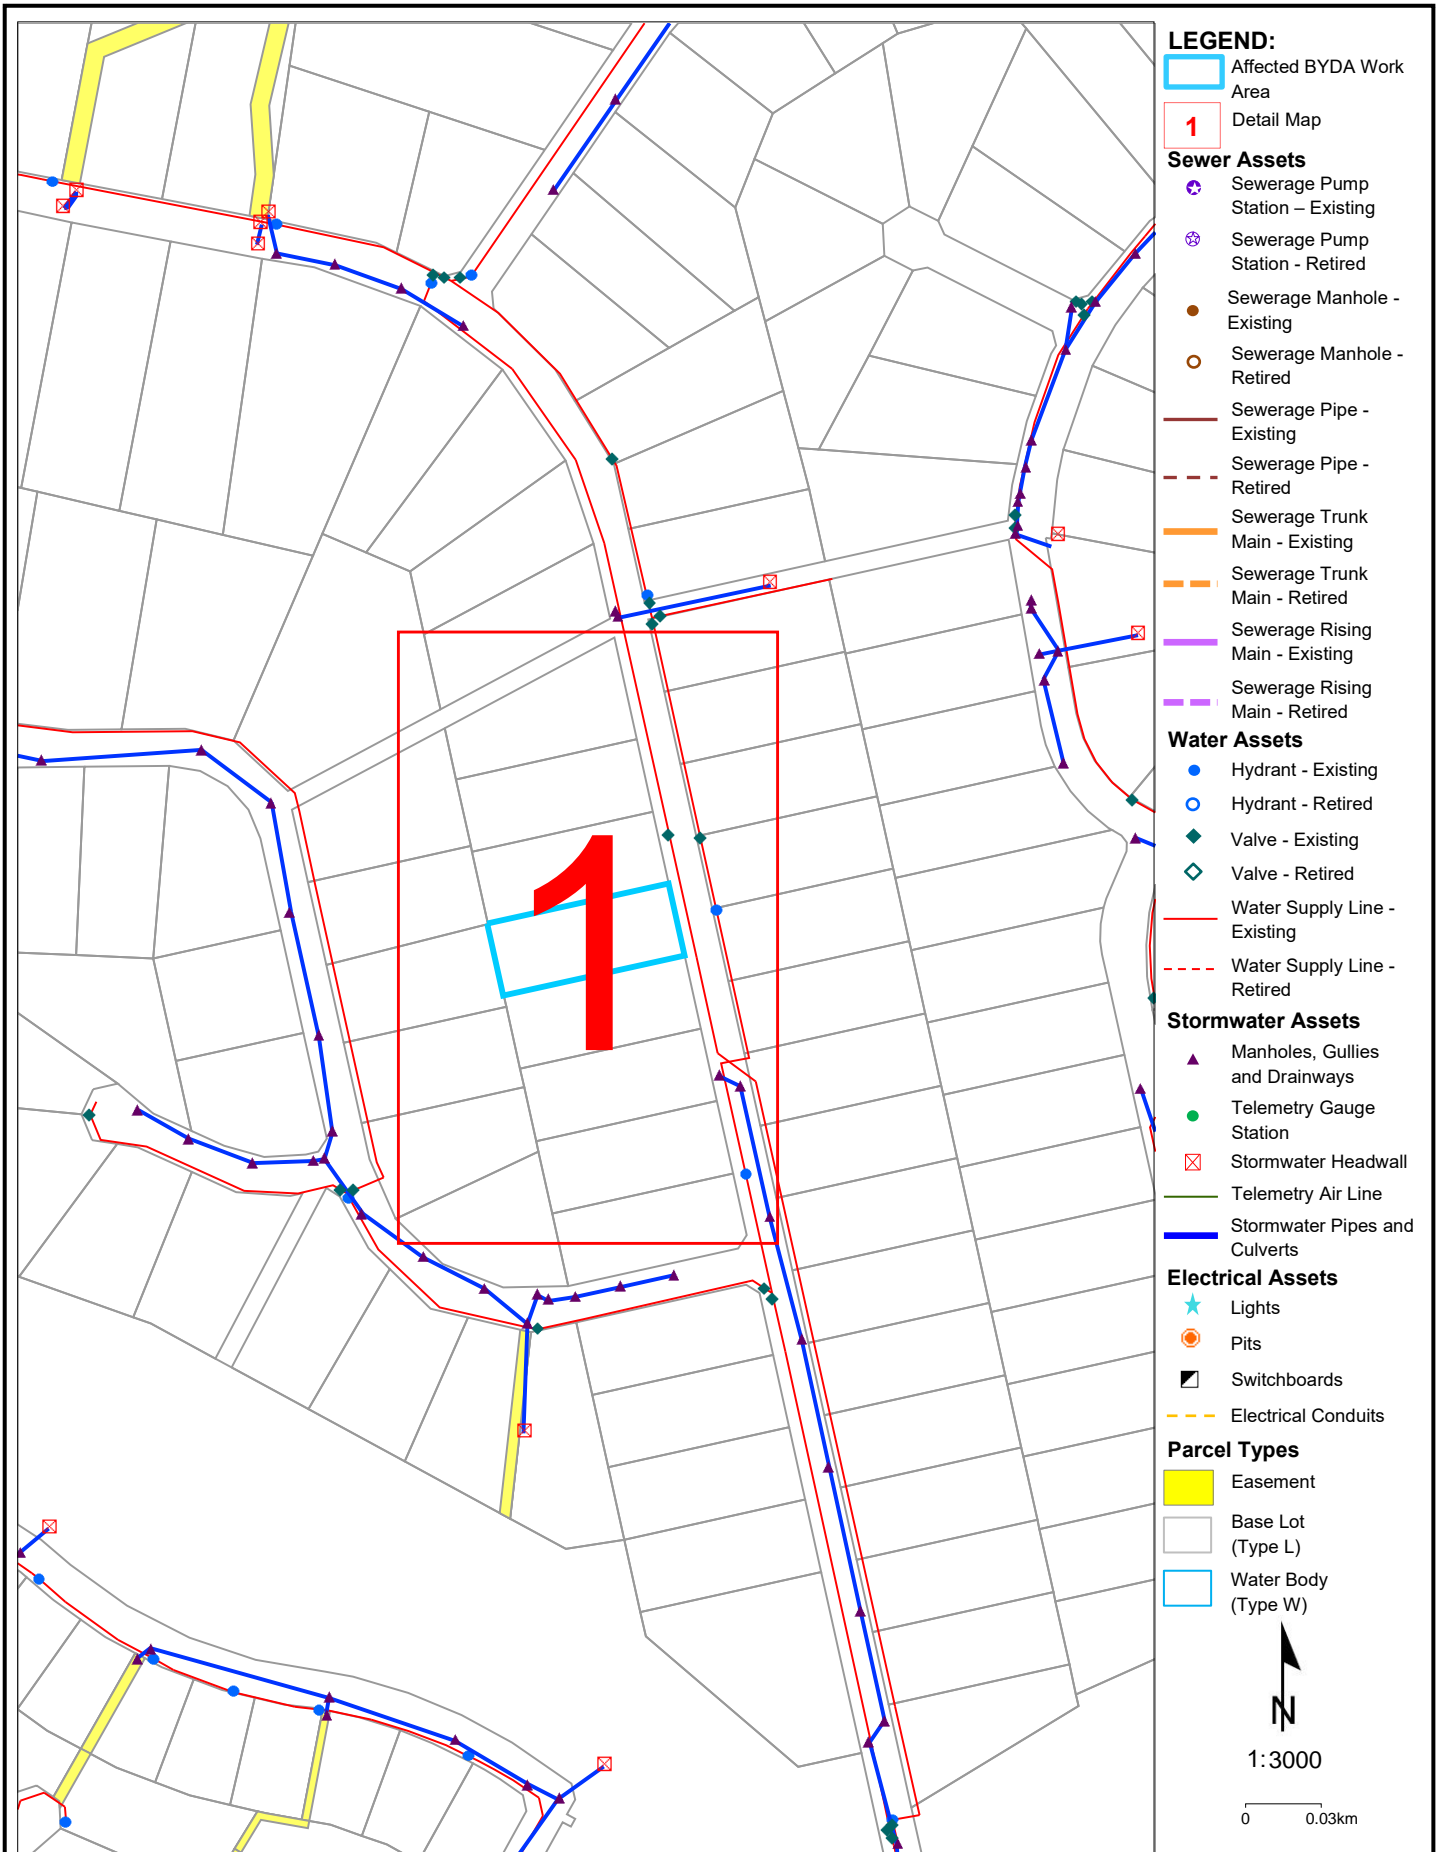 1
LEGEND:
Affected BYDA Work
Area
1
Detail Map
Sewer Assets
Sewerage Pump
Station – Existing
Sewerage Pump
Station - Retired
Sewerage Manhole -
Existing
Sewerage Manhole -
Retired
Sewerage Pipe -
Existing
Sewerage Pipe -
Retired
Sewerage Trunk
Main - Existing
Sewerage Trunk
Main - Retired
Sewerage Rising
Main - Existing
Sewerage Rising
Main - Retired
Water Assets
Hydrant - Existing
Hydrant - Retired
Valve - Existing
Valve - Retired
Water Supply Line -
Existing
Water Supply Line -
Retired
Stormwater Assets
Manholes, Gullies
and Drainways
Telemetry Gauge
Station
Stormwater Headwall
Telemetry Air Line
Stormwater Pipes and
Culverts
Electrical Assets
Lights
Pits
Switchboards
Electrical Conduits
Parcel Types
Easement
Base Lot
(Type L)
Water Body
(Type W)
N
1:3000
0 0.03km